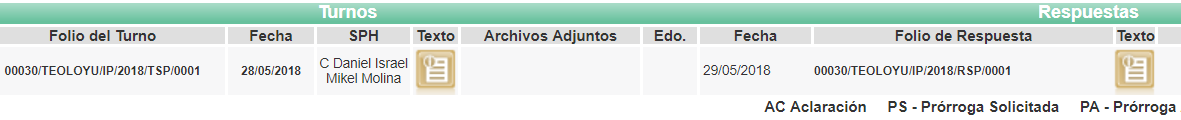 Turnos Respuestas
Folio del Turno Fecha SPH Texto Archivos Adjuntos Edo. Fecha Folio de Respuesta Texto
00030/TEOLOYU/IP/2018/TSP/0001 28/05/2018 C Daniel Israel 29/05/2018 00030/TEOLOYU/IP/2018/RSP/0001
Mikel Molina
AC Aclaración PS - Prórroga Solicitada PA - Prórroga